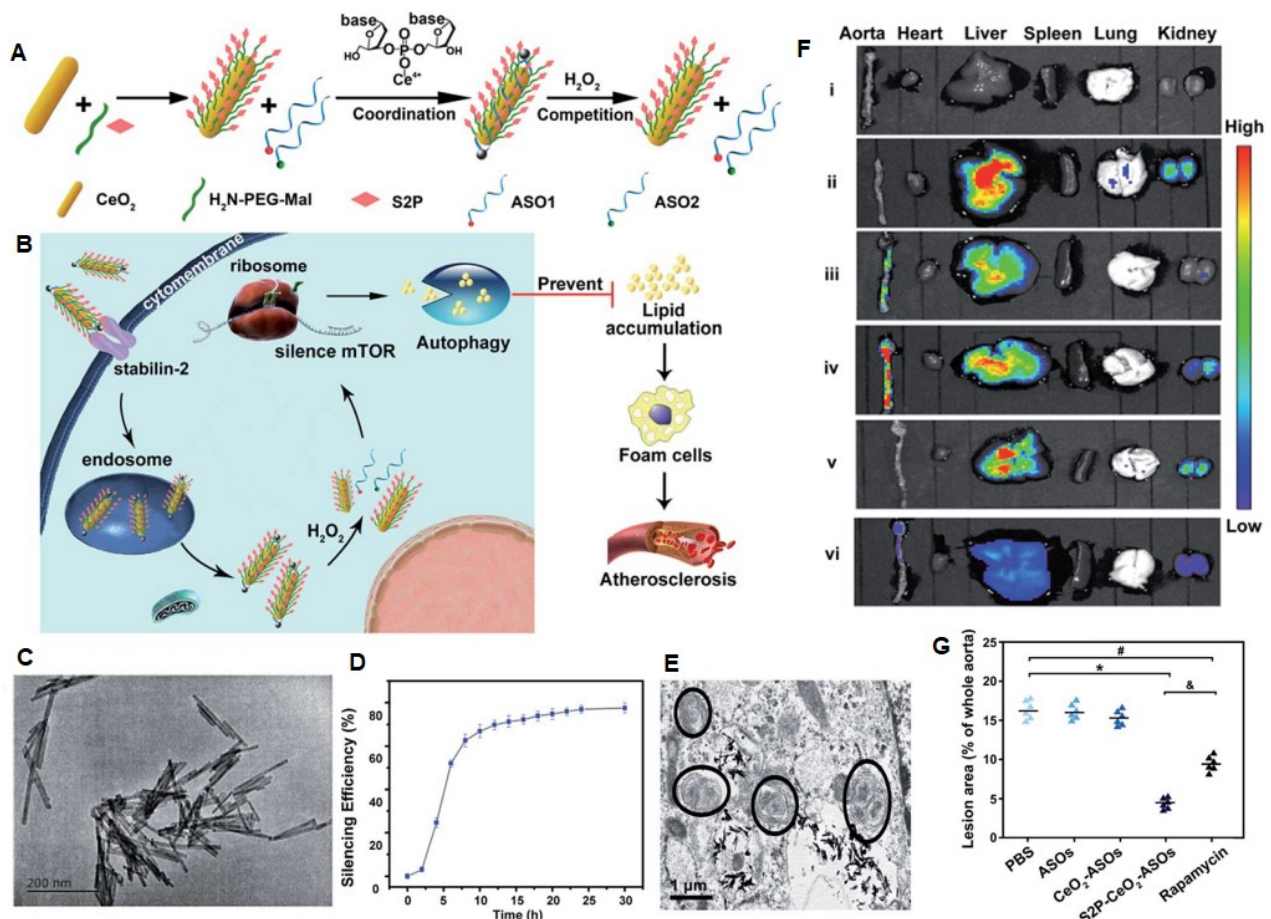 A
base
base
HO
O
O
O
P
O
O
OH
Ce⁴⁺
Coordination
H₂O₂
Competition
CeO₂
H₂N-PEG-Mal
S2P
ASO1
ASO2
B
cytomembrane
stabilin-2
endosome
ribosome
silence mTOR
Autophagy
H₂O₂
Prevent
Lipid
accumulation
Foam cells
Atherosclerosis
C
200 nm
D
Silencing Efficiency (%)
80
60
40
20
0
0 5 10 15 20 25 30
Time (h)
E
1 µm
F
Aorta Heart Liver Spleen Lung Kidney
i
ii
iii
iv
v
vi
High
Low
G
Lesion area (% of whole aorta)
25
20
15
10
5
0
#
*
&
PBS
ASOs
CeO₂-ASOs
S2P-CeO₂-ASOs
Rapamycin